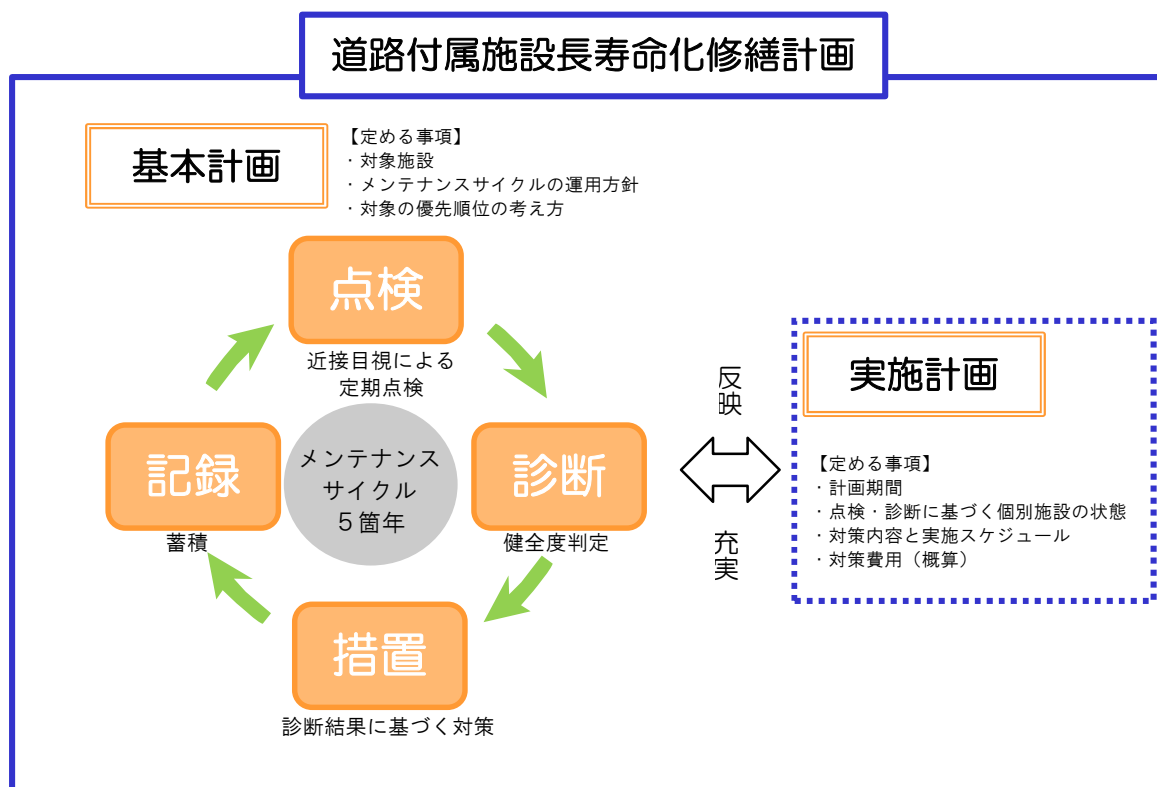 道路付属施設長寿命化修繕計画
基本計画
【定める事項】
・対象施設
・メンテナンスサイクルの運用方針
・対象の優先順位の考え方
点検
近接目視による
定期点検
診断
健全度判定
措置
診断結果に基づく対策
記録
蓄積
メンテナンス
サイクル
５箇年
反映
充実
実施計画
【定める事項】
・計画期間
・点検・診断に基づく個別施設の状態
・対策内容と実施スケジュール
・対策費用（概算）